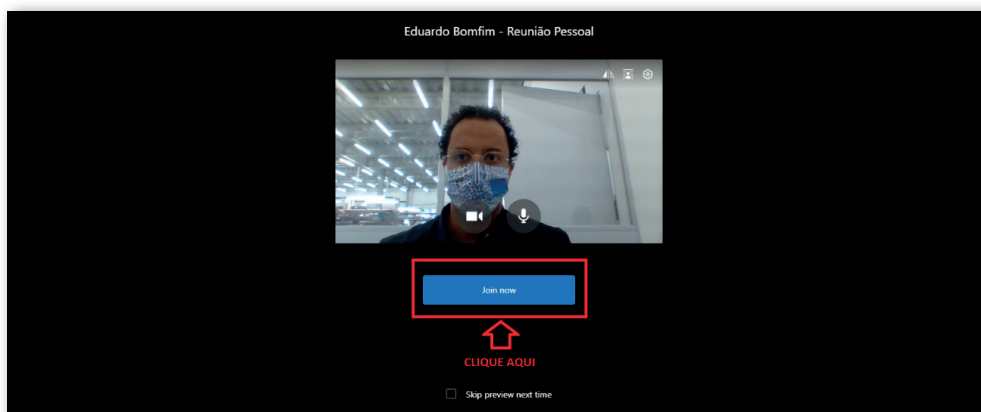 Eduardo Bomfim - Reunião Pessoal
Join now
CLIQUE AQUI
Skip preview next time